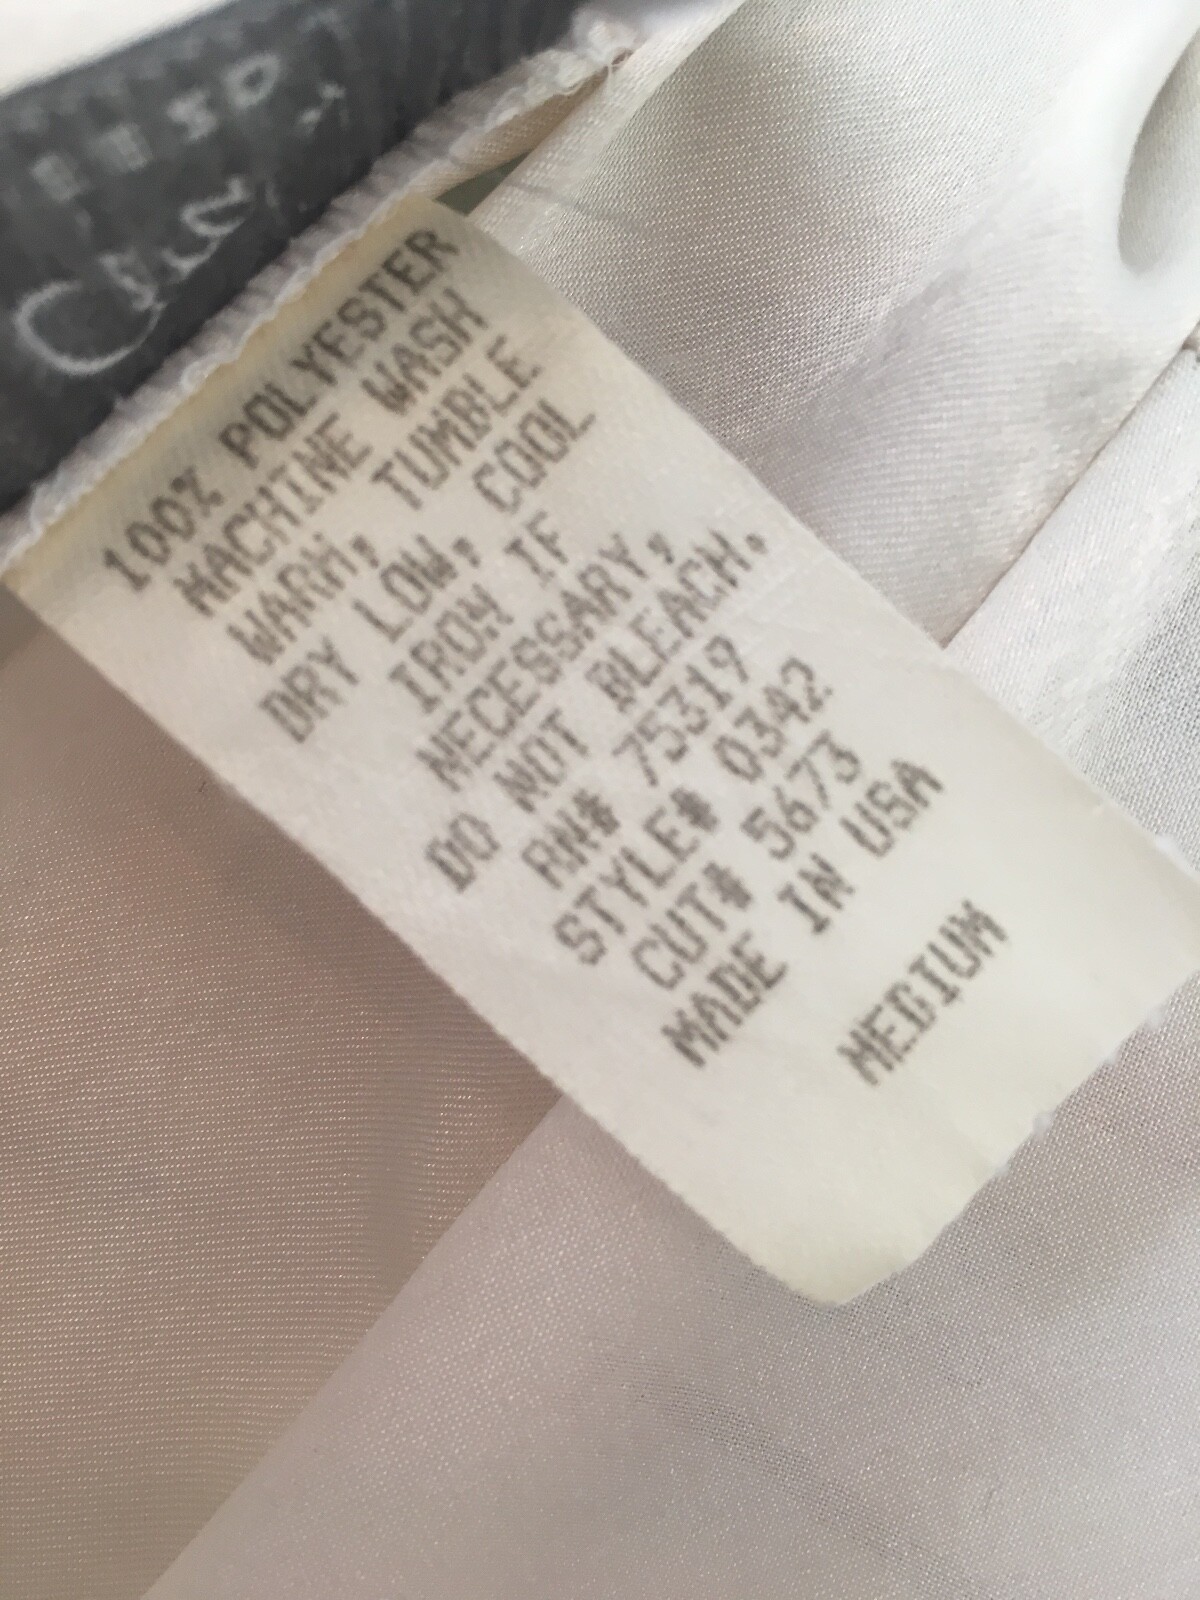 100% POLYESTER
MACHINE WASH
WARM, TUMBLE
DRY LOW, COOL
IRON IF
NECESSARY,
DO NOT BLEACH.
RN# 75319
STYLE# 0342
CUT# 5673
MADE IN USA
MEDIUM